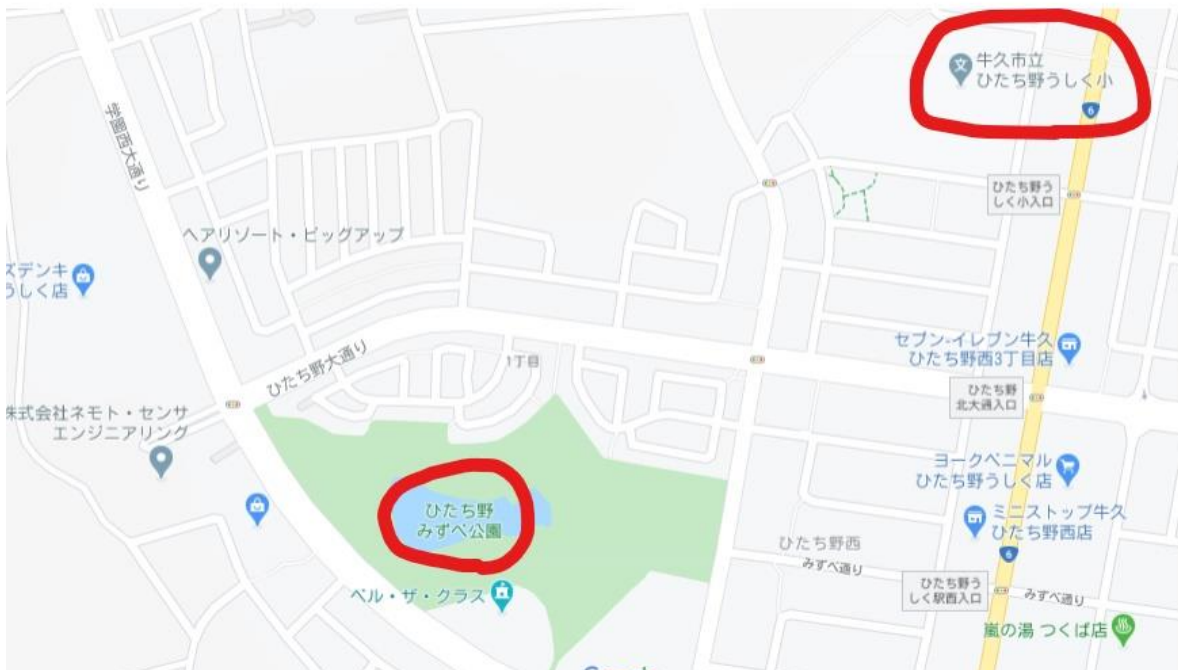 牛久市立
ひたち野うしく小
6
学園西大通り
ひたち野う
しく小入口
ヘアリゾート・ビッグアップ
ズデンキ
うしく店
セブン-イレブン牛久
ひたち野西3丁目店
ひたち野大通り
1丁目
ひたち野
北大通入口
株式会社ネモト・センサ
エンジニアリング
ヨークベニマル
ひたち野うしく店
ひたち野
みずべ公園
ミニストップ牛久
ひたち野西店
ひたち野西
みずべ通り
6
ひたち野う
しく駅西入口
みずべ通り
ベル・ザ・クラス
嵐の湯 つくば店